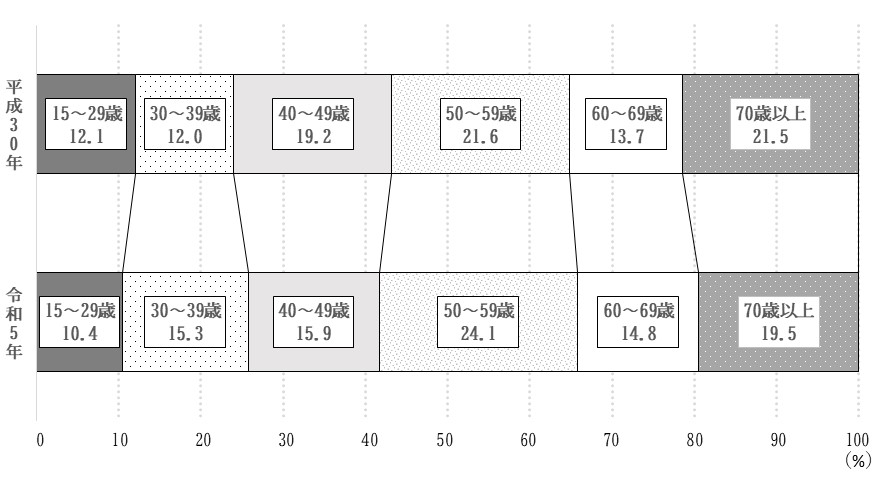 平成30年
15～29歳
12.1
30～39歳
12.0
40～49歳
19.2
50～59歳
21.6
60～69歳
13.7
70歳以上
21.5
令和5年
15～29歳
10.4
30～39歳
15.3
40～49歳
15.9
50～59歳
24.1
60～69歳
14.8
70歳以上
19.5
0 10 20 30 40 50 60 70 80 90 100
(%)